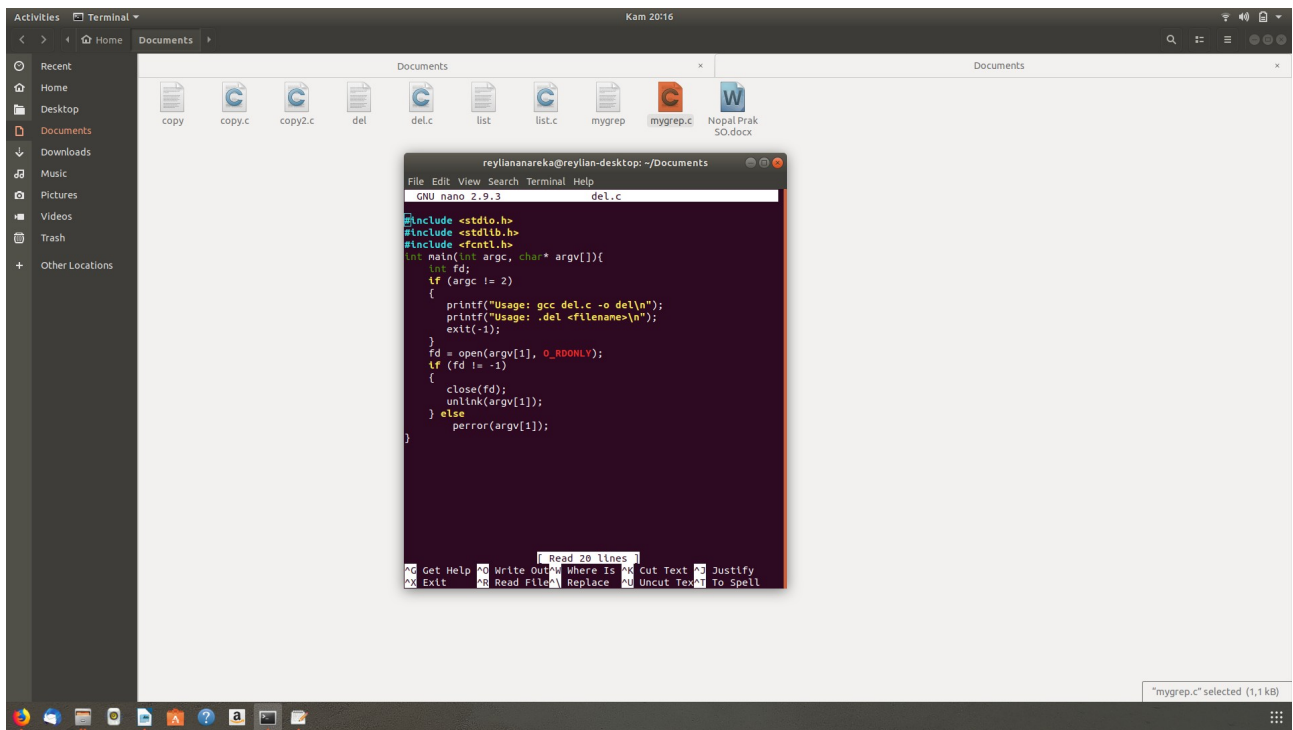 Activities Terminal Kam 20:16
Home Documents
Recent
Home
Desktop
Documents
Downloads
Music
Pictures
Videos
Trash
+ Other Locations
Documents × Documents ×
copy copy.c copy2.c del del.c list list.c mygrep mygrep.c Nopal Prak
SO.docx
reyliananareka@reylian-desktop: ~/Documents
File Edit View Search Terminal Help
GNU nano 2.9.3 del.c
#include <stdio.h>
#include <stdlib.h>
#include <fcntl.h>
int main(int argc, char* argv[]){
int fd;
if (argc != 2)
{
printf("Usage: gcc del.c -o del\n");
printf("Usage: .del <filename>\n");
exit(-1);
}
fd = open(argv[1], O_RDONLY);
if (fd != -1)
{
close(fd);
unlink(argv[1]);
} else
perror(argv[1]);
}
[ Read 20 lines ]
^G Get Help ^O Write Out ^W Where Is ^K Cut Text ^J Justify
^X Exit ^R Read File ^\ Replace ^U Uncut Tex ^T To Spell
"mygrep.c" selected (1,1 kB)